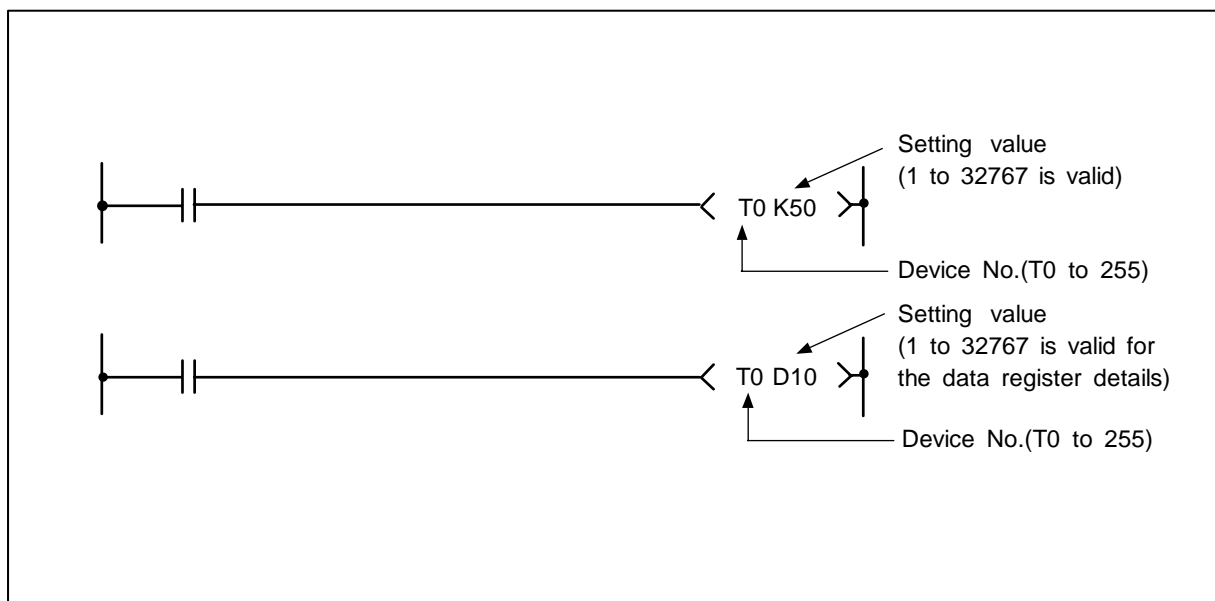 Setting value
(1 to 32767 is valid)
T0 K50
Device No.(T0 to 255)
Setting value
(1 to 32767 is valid for
the data register details)
T0 D10
Device No.(T0 to 255)